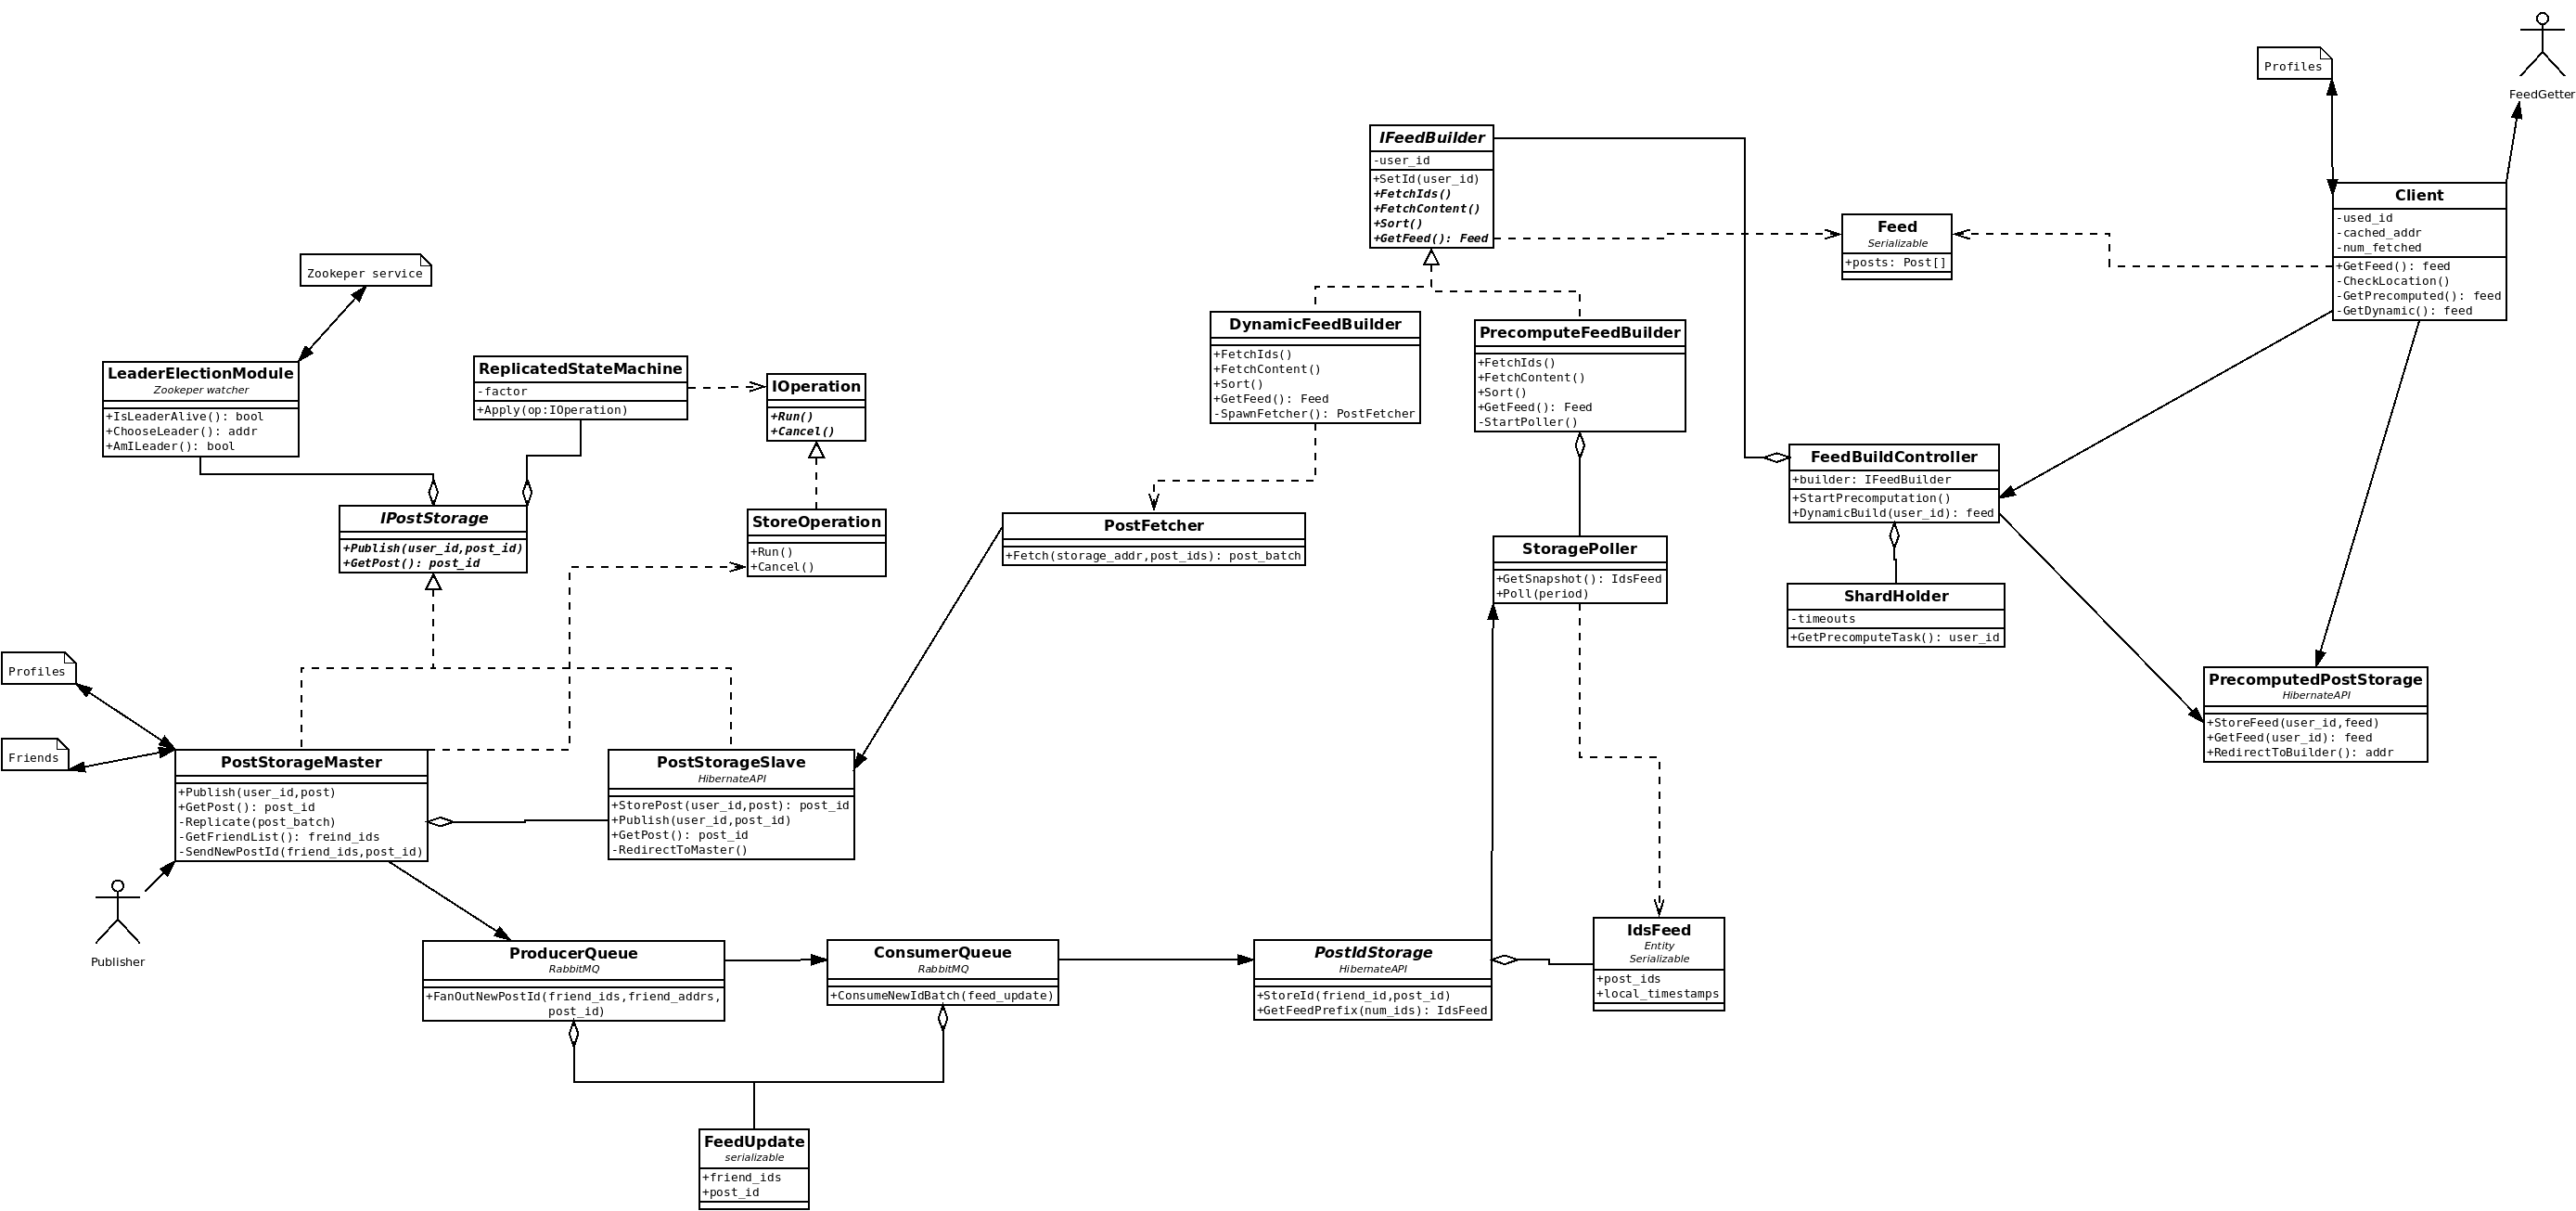 Profiles
FeedGetter
IFeedBuilder
-user_id
+SetId(user_id)
+FetchIds()
+FetchContent()
+Sort()
+GetFeed(): Feed
Client
-used_id
-cached_addr
-num_fetched
+GetFeed(): feed
-CheckLocation()
-GetPrecomputed(): feed
-GetDynamic(): feed
Feed
Serializable
+posts: Post[]
Zookeper service
DynamicFeedBuilder
+FetchIds()
+FetchContent()
+Sort()
+GetFeed(): Feed
-SpawnFetcher(): PostFetcher
PrecomputeFeedBuilder
+FetchIds()
+FetchContent()
+Sort()
+GetFeed(): Feed
-StartPoller()
LeaderElectionModule
Zookeper watcher
+IsLeaderAlive(): bool
+ChooseLeader(): addr
+AmILeader(): bool
ReplicatedStateMachine
-factor
+Apply(op:IOperation)
IOperation
+Run()
+Cancel()
FeedBuildController
+builder: IFeedBuilder
+StartPrecomputation()
+DynamicBuild(user_id): feed
IPostStorage
+Publish(user_id,post_id)
+GetPost(): post_id
StoreOperation
+Run()
+Cancel()
PostFetcher
+Fetch(storage_addr,post_ids): post_batch
StoragePoller
+GetSnapshot(): IdsFeed
+Poll(period)
ShardHolder
-timeouts
+GetPrecomputeTask(): user_id
Profiles
Friends
PrecomputedPostStorage
HibernateAPI
+StoreFeed(user_id,feed)
+GetFeed(user_id): feed
+RedirectToBuilder(): addr
PostStorageMaster
+Publish(user_id,post)
+GetPost(): post_id
-Replicate(post_batch)
-GetFriendList(): freind_ids
-SendNewPostId(friend_ids,post_id)
PostStorageSlave
HibernateAPI
+StorePost(user_id,post): post_id
+Publish(user_id,post_id)
+GetPost(): post_id
-RedirectToMaster()
Publisher
ProducerQueue
RabbitMQ
+FanOutNewPostId(friend_ids,friend_addrs,
post_id)
ConsumerQueue
RabbitMQ
+ConsumeNewIdBatch(feed_update)
PostIdStorage
HibernateAPI
+StoreId(friend_id,post_id)
+GetFeedPrefix(num_ids): IdsFeed
IdsFeed
Entity
Serializable
+post_ids
+local_timestamps
FeedUpdate
serializable
+friend_ids
+post_id